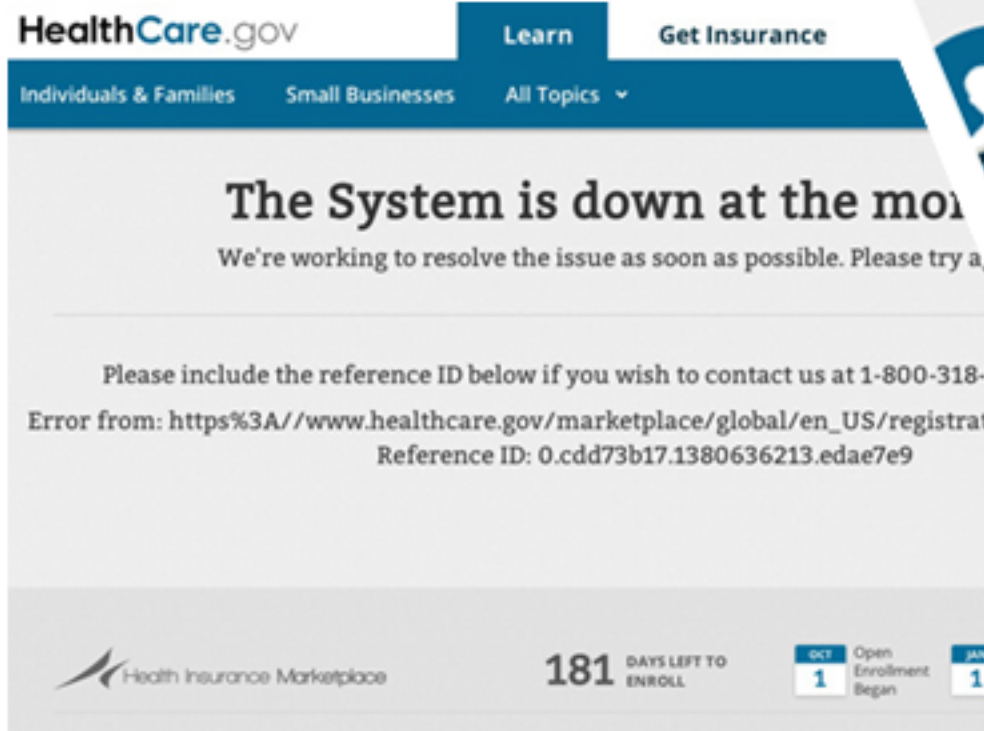 HealthCare.gov
Learn Get Insurance
Individuals & Families Small Businesses All Topics
The System is down at the mo
We're working to resolve the issue as soon as possible. Please try a
Please include the reference ID below if you wish to contact us at 1-800-318-
Error from: https%3A//www.healthcare.gov/marketplace/global/en_US/registrat
Reference ID: 0.cdd73b17.1380636213.edae7e9
Health Insurance Marketplace
181 DAYS LEFT TO
ENROLL
OCT
1
Open
Enrollment
Began
JAN
1